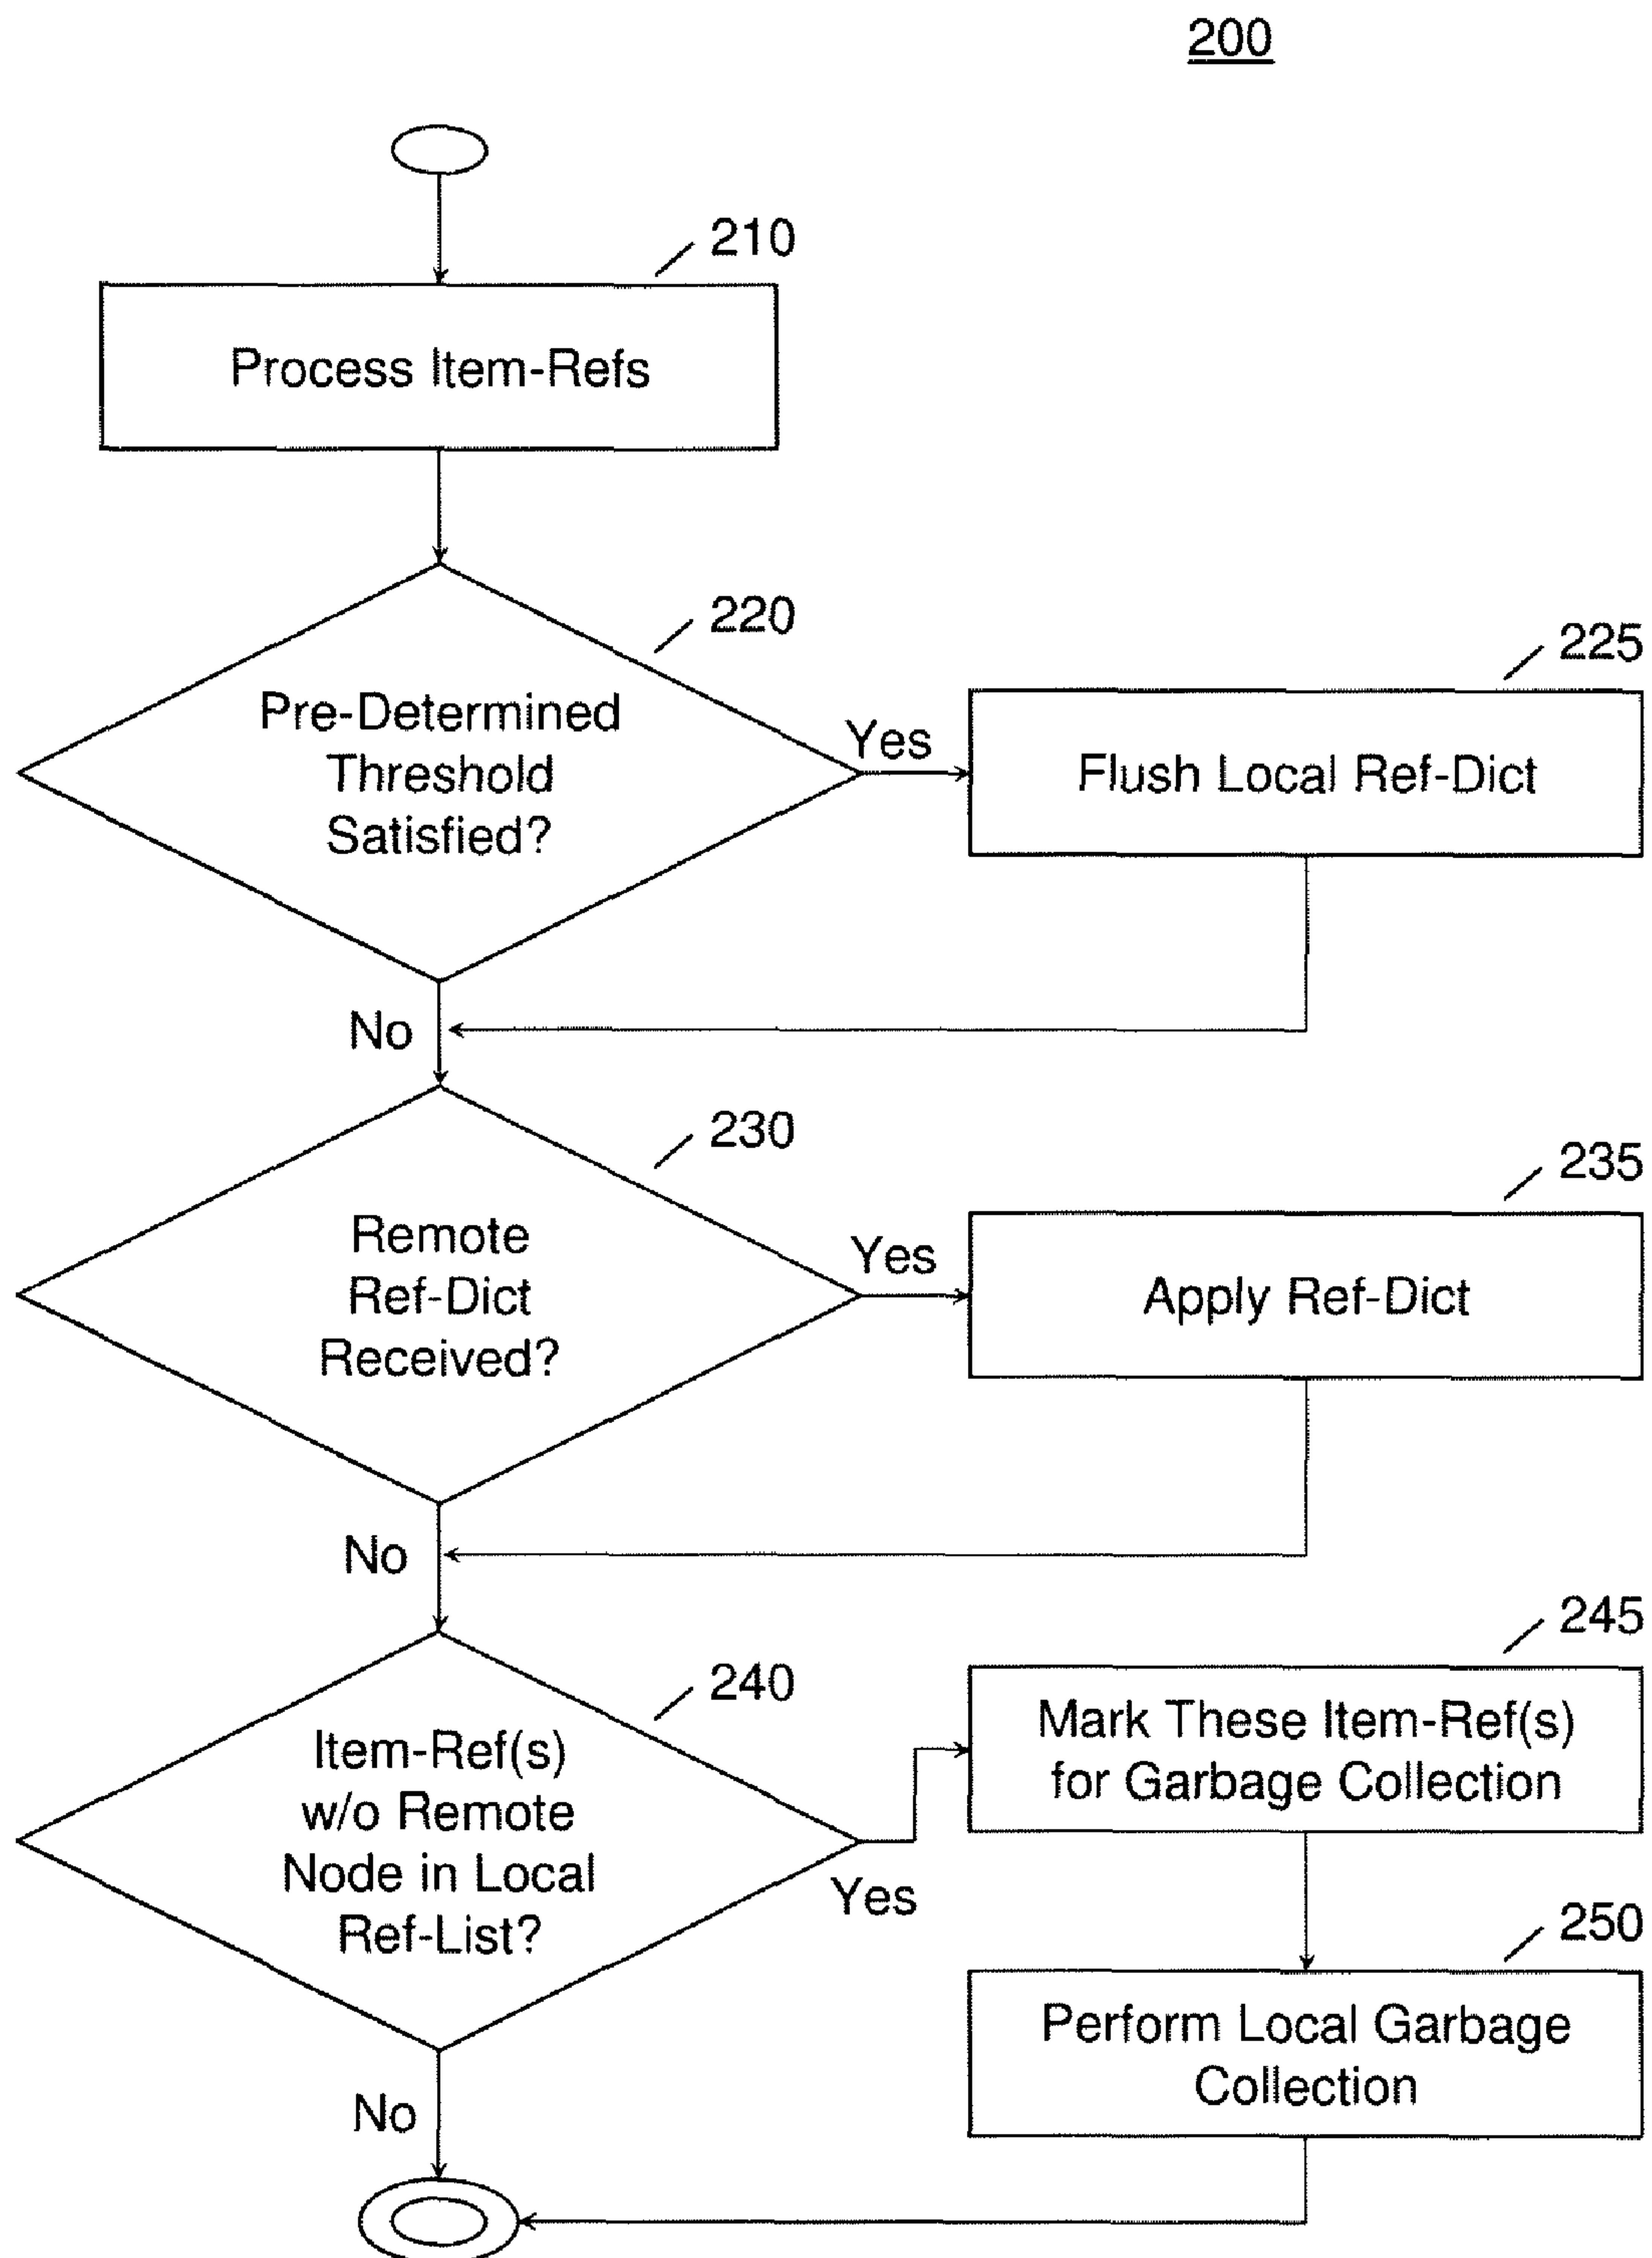 200
210
Process Item-Refs
220
Pre-Determined
Threshold
Satisfied?
Yes
225
Flush Local Ref-Dict
No
230
Remote
Ref-Dict
Received?
Yes
235
Apply Ref-Dict
No
240
Item-Ref(s)
w/o Remote
Node in Local
Ref-List?
Yes
245
Mark These Item-Ref(s)
for Garbage Collection
250
Perform Local Garbage
Collection
No